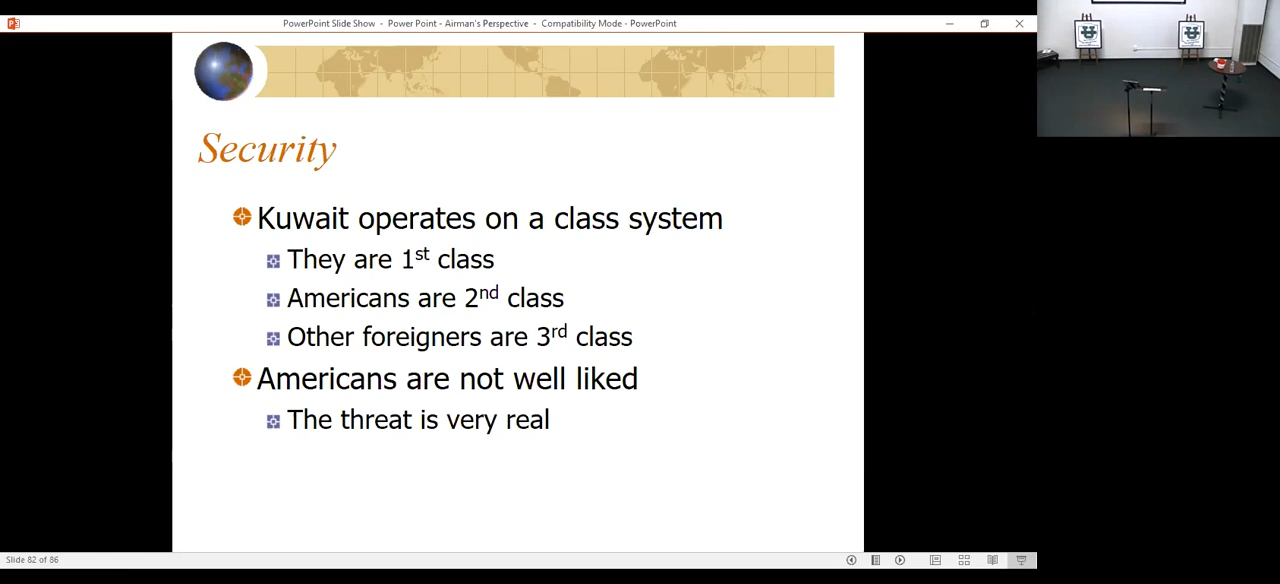 PowerPoint Slide Show - Power Point - Airman's Perspective - Compatibility Mode - PowerPoint
Security
Kuwait operates on a class system
They are 1st class
Americans are 2nd class
Other foreigners are 3rd class
Americans are not well liked
The threat is very real
Slide 82 of 86